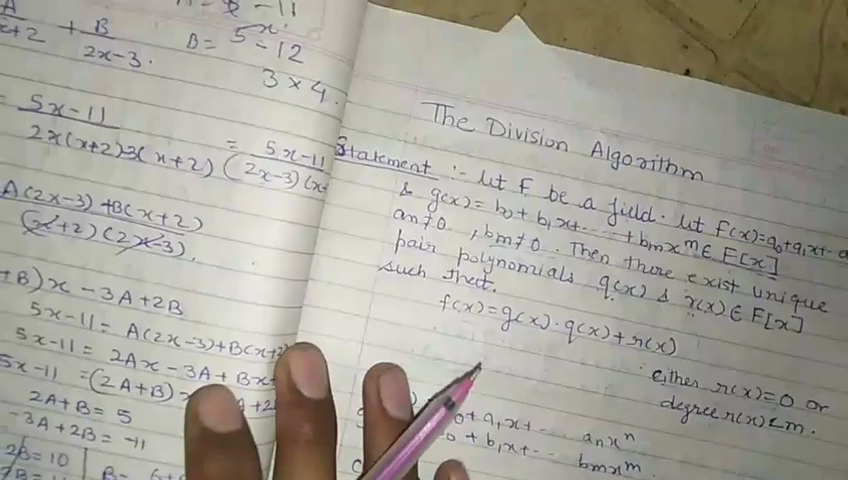 A
x+2 + B
2x-3.
B= 5-12
3×4.
= 5x-11
2x(x+2)-3(x+2)
= 5x-11
(2x-3)(x
A(2x-3)+B(x+2)
(x+2)(2x-3).
+B)x -3A+2B
5x-11=A(2x-3)+B(x+2)
5x-11=2Ax-3A+Bx+
5x-11=(2A+B)
2A+B=5
-3A+2B=-11
2B=10
The Division Algorithm
Statement :- Let F be a field. Let f(x)=a0+a1x+-
& g(x)=b0+b1x+----+bmx^m ∈ F[x]
an≠0, bm≠0. Then there exist unique
pair polynomials q(x) & r(x) ∈ F[x]
such that.
f(x)=g(x)·q(x)+r(x)
either r(x)=0 or
degree r(x)<m.
0+a1x+-- anx^n
0+b1x+-- bmx^m